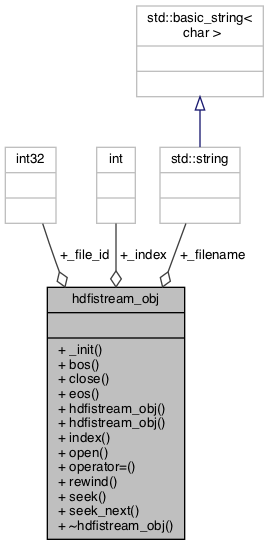 std::basic_string<
char >
int32
int
std::string
+_file_id
+_index
+_filename
hdfistream_obj
+ _init()
+ bos()
+ close()
+ eos()
+ hdfistream_obj()
+ hdfistream_obj()
+ index()
+ open()
+ operator=()
+ rewind()
+ seek()
+ seek_next()
+ ~hdfistream_obj()